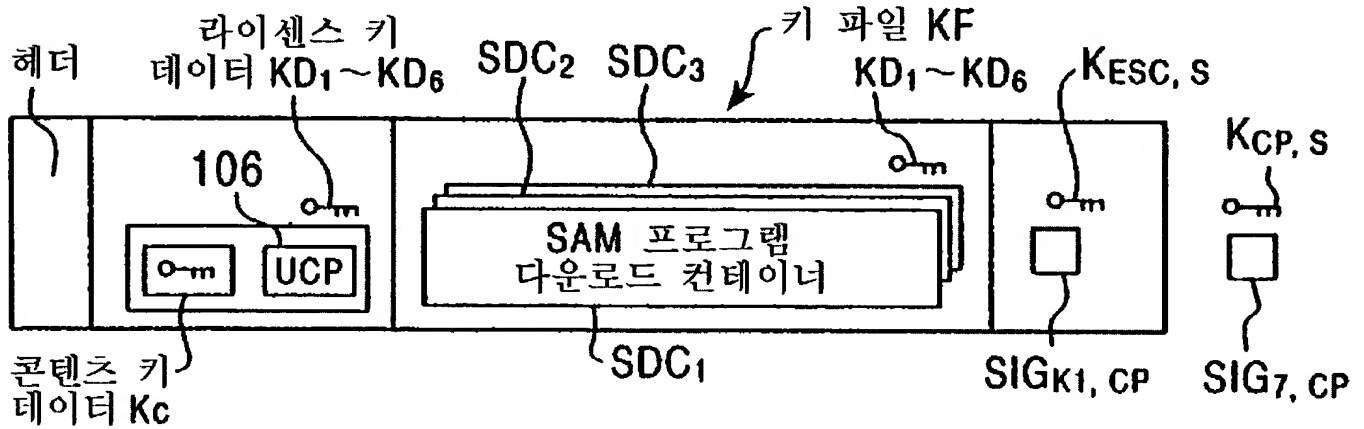 헤더
라이센스 키
데이터 KD1~KD6
SDC2
SDC3
키 파일 KF
KD1~KD6
KESC, S
KCP, S
106
UCP
SAM 프로그램
다운로드 컨테이너
콘텐츠 키
데이터 Kc
SDC1
SIGK1, CP
SIG7, CP